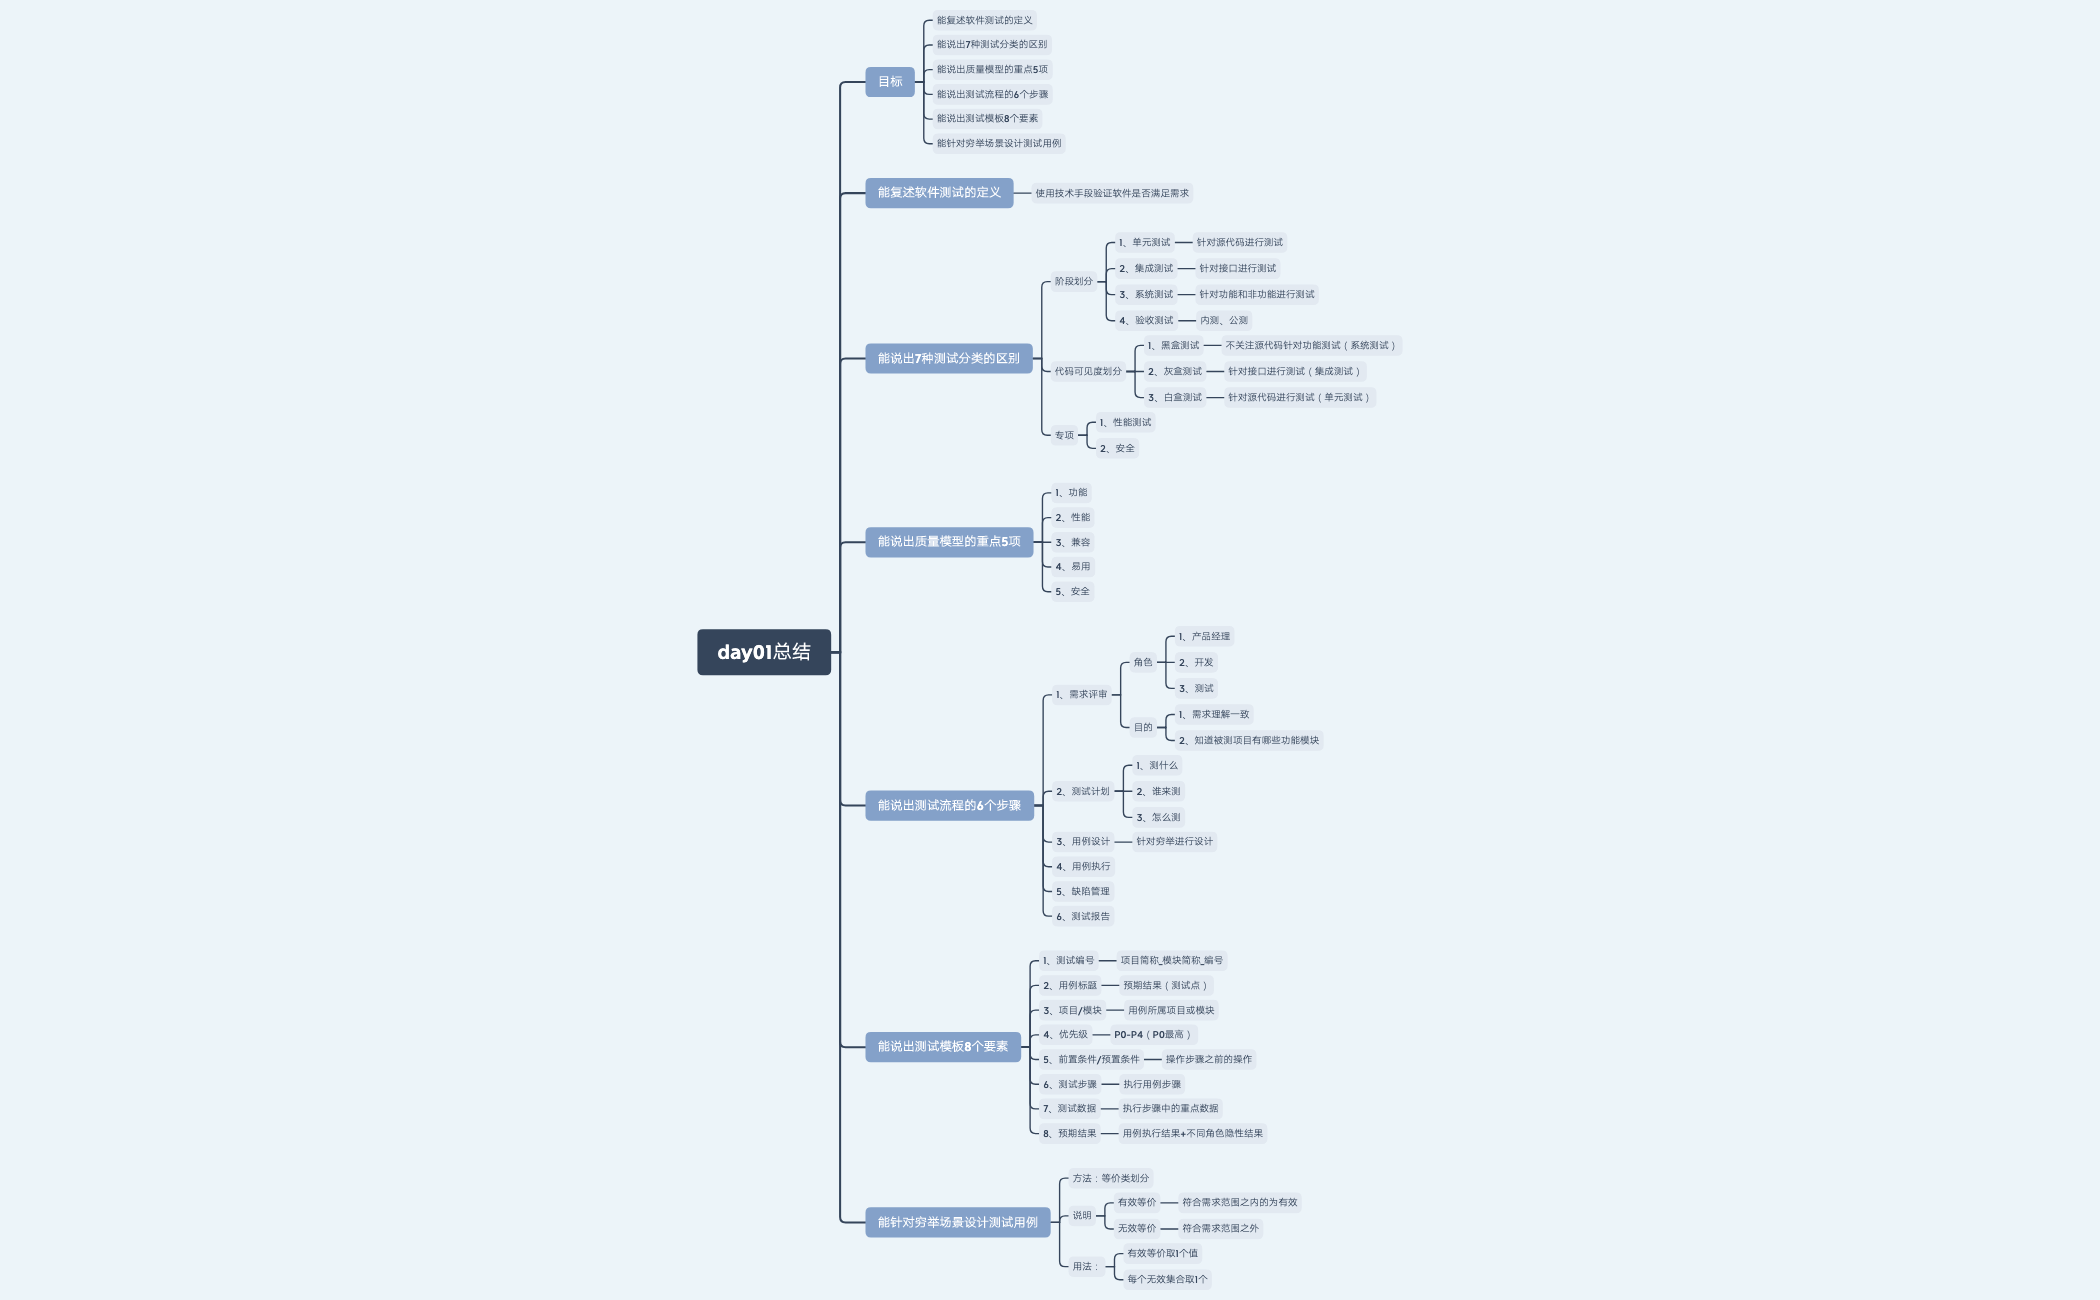 day01总结
目标
能复述软件测试的定义
能说出7种测试分类的区别
能说出质量模型的重点5项
能说出测试流程的6个步骤
能说出测试模板8个要素
能针对穷举场景设计测试用例
能复述软件测试的定义
使用技术手段验证软件是否满足需求
能说出7种测试分类的区别
阶段划分
1、单元测试
针对源代码进行测试
2、集成测试
针对接口进行测试
3、系统测试
针对功能和非功能进行测试
4、验收测试
内测、公测
代码可见度划分
1、黑盒测试
不关注源代码针对功能测试（系统测试）
2、灰盒测试
针对接口进行测试（集成测试）
3、白盒测试
针对源代码进行测试（单元测试）
专项
1、性能测试
2、安全
能说出质量模型的重点5项
1、功能
2、性能
3、兼容
4、易用
5、安全
能说出测试流程的6个步骤
1、需求评审
角色
1、产品经理
2、开发
3、测试
目的
1、需求理解一致
2、知道被测项目有哪些功能模块
2、测试计划
1、测什么
2、谁来测
3、怎么测
3、用例设计
针对穷举进行设计
4、用例执行
5、缺陷管理
6、测试报告
能说出测试模板8个要素
1、测试编号
项目简称_模块简称_编号
2、用例标题
预期结果（测试点）
3、项目/模块
用例所属项目或模块
4、优先级
P0-P4（P0最高）
5、前置条件/预置条件
操作步骤之前的操作
6、测试步骤
执行用例步骤
7、测试数据
执行步骤中的重点数据
8、预期结果
用例执行结果+不同角色隐性结果
能针对穷举场景设计测试用例
方法：等价类划分
说明
有效等价
符合需求范围之内的为有效
无效等价
符合需求范围之外
用法：
有效等价取1个值
每个无效集合取1个